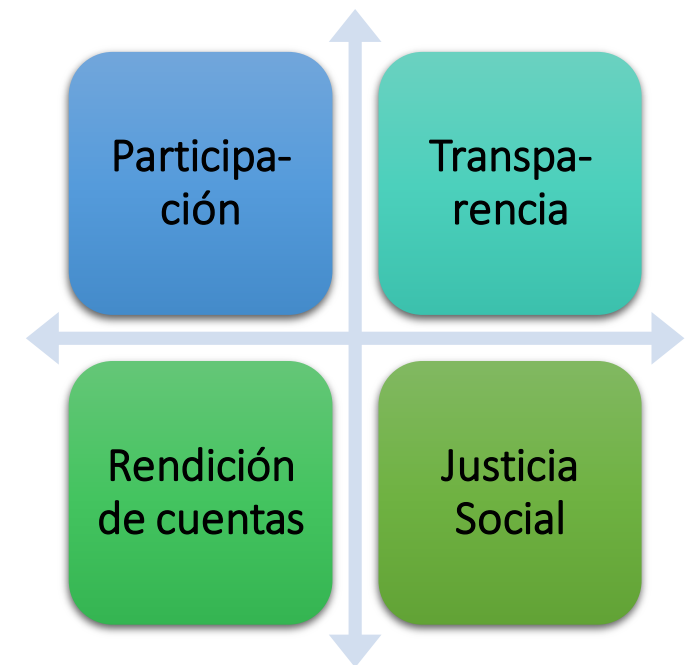 Participa-
ción
Transpa-
rencia
Rendición
de cuentas
Justicia
Social